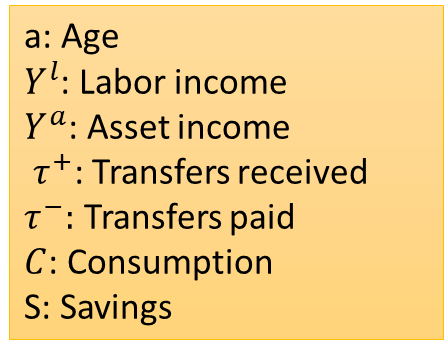 a: Age
Yˡ: Labor income
Yᵃ: Asset income
τ⁺: Transfers received
τ⁻: Transfers paid
C: Consumption
S: Savings